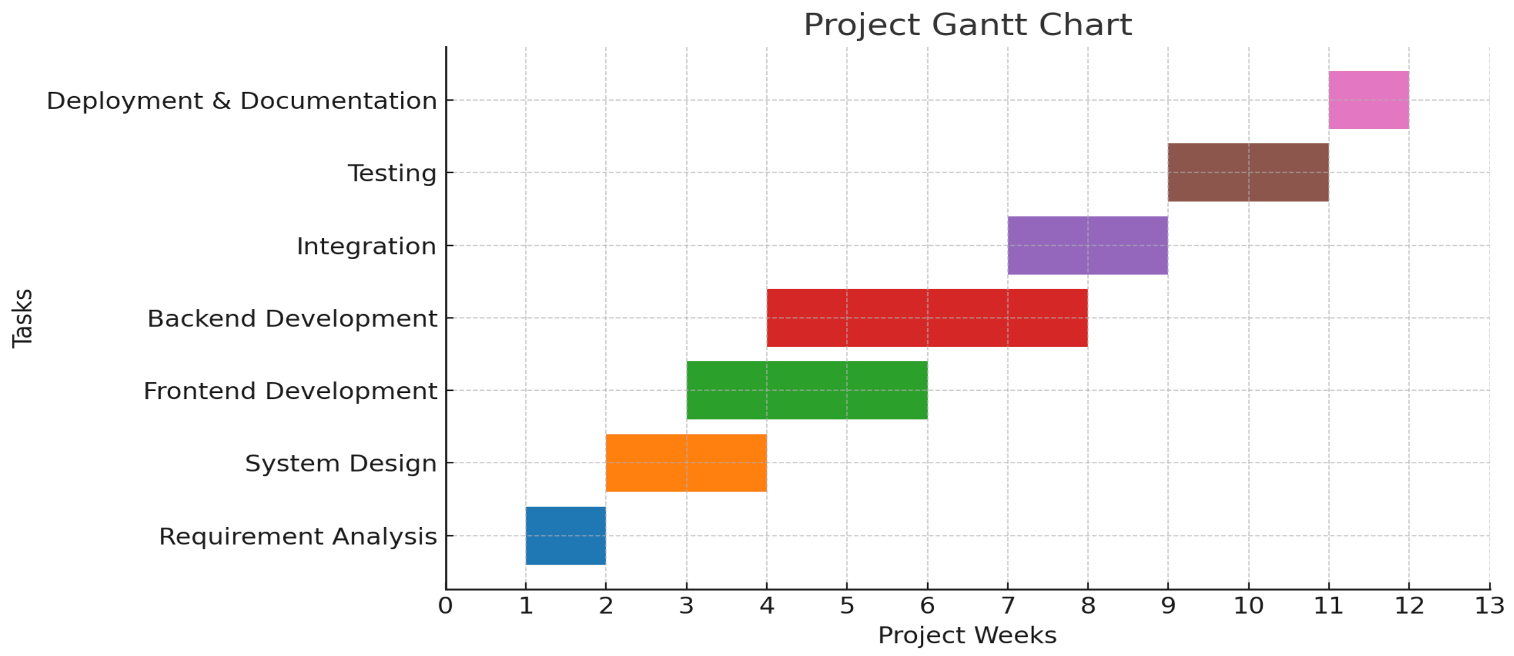 Project Gantt Chart
Deployment & Documentation
Testing
Integration
Backend Development
Frontend Development
System Design
Requirement Analysis
Tasks
0 1 2 3 4 5 6 7 8 9 10 11 12 13
Project Weeks